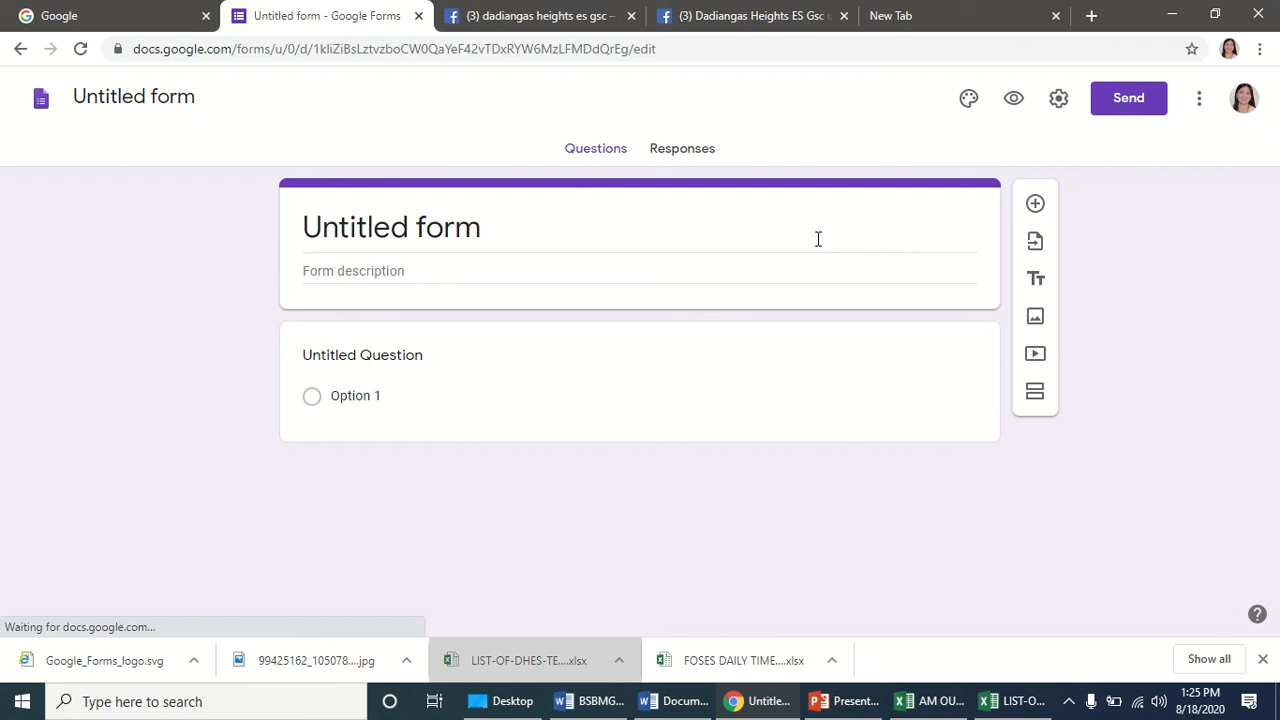 Google
Untitled form - Google Forms
(3) dadiangas heights es gsc –
(3) Dadiangas Heights ES Gsc u
New Tab
docs.google.com/forms/u/0/d/1kIiZiBsLztvzboCW0QaYeF42vTDxRYW6MzLFMDdQrEg/edit
Untitled form
Send
Questions
Responses
Untitled form
Form description
Tт
Untitled Question
Option 1
Waiting for docs.google.com...
Google_Forms_logo.svg
99425162_105078....jpg
LIST-OF-DHES-TE....xlsx
FOSES DAILY TIME....xlsx
Show all
Type here to search
Desktop
BSBMG...
Docum...
Untitle...
Present...
AM OU...
LIST-O...
1:25 PM
8/18/2020